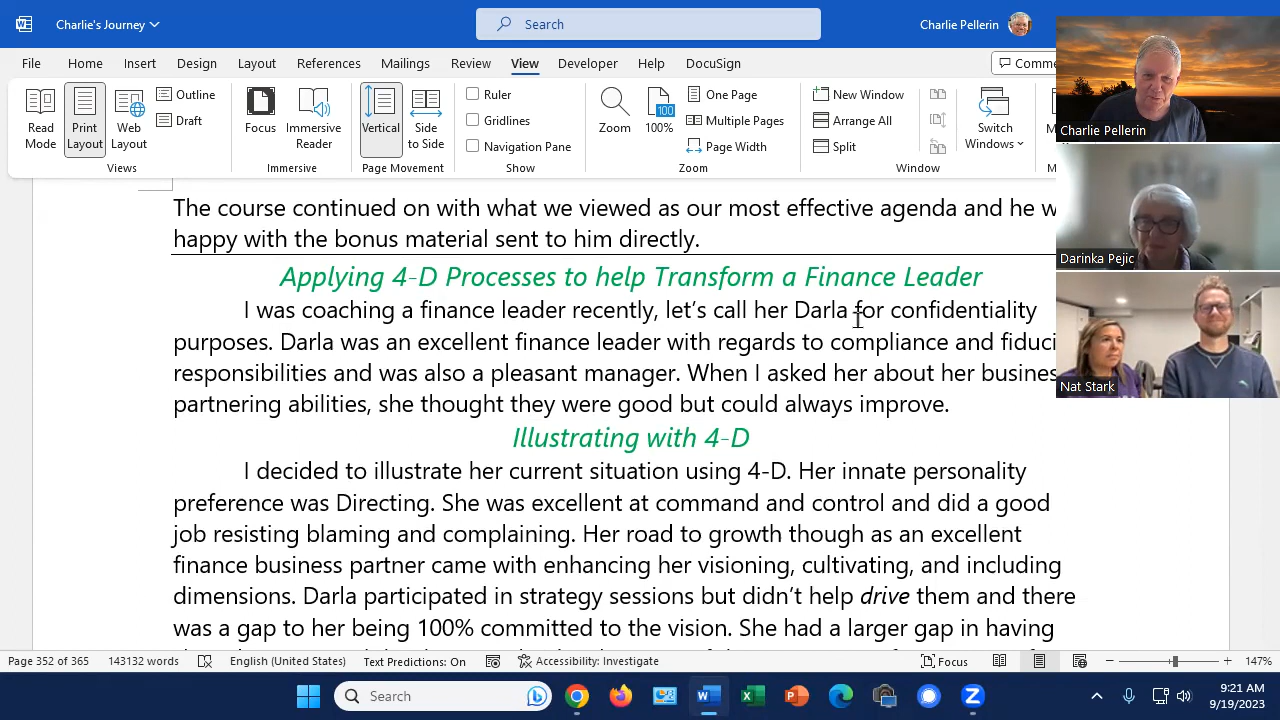 Charlie's Journey
Search
Charlie Pellerin
File Home Insert Design Layout References Mailings Review View Developer Help DocuSign
Read Mode
Print Layout
Web Layout
Outline
Draft
Views
Focus
Immersive Reader
Immersive
Vertical
Side to Side
Page Movement
Ruler
Gridlines
Navigation Pane
Show
Zoom
100
100%
One Page
Multiple Pages
Page Width
Zoom
New Window
Arrange All
Split
Switch Windows
Window
Charlie Pellerin
Darinka Pejic
Nat Stark
The course continued on with what we viewed as our most effective agenda and he w
happy with the bonus material sent to him directly.
Applying 4-D Processes to help Transform a Finance Leader
I was coaching a finance leader recently, let’s call her Darla for confidentiality
purposes. Darla was an excellent finance leader with regards to compliance and fiduci
responsibilities and was also a pleasant manager. When I asked her about her busines
partnering abilities, she thought they were good but could always improve.
Illustrating with 4-D
I decided to illustrate her current situation using 4-D. Her innate personality
preference was Directing. She was excellent at command and control and did a good
job resisting blaming and complaining. Her road to growth though as an excellent
finance business partner came with enhancing her visioning, cultivating, and including
dimensions. Darla participated in strategy sessions but didn’t help drive them and there
was a gap to her being 100% committed to the vision. She had a larger gap in having
Page 352 of 365 143132 words English (United States) Text Predictions: On Accessibility: Investigate Focus 147%
Search
9:21 AM
9/19/2023